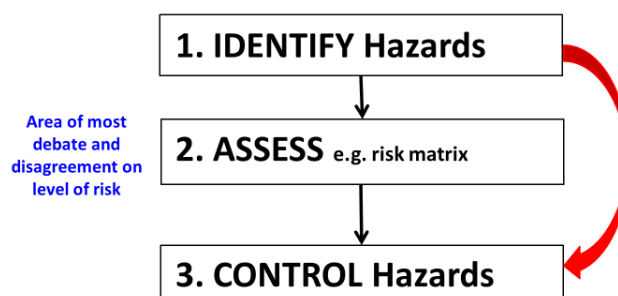 1. IDENTIFY Hazards
Area of most
debate and
disagreement on
level of risk
2. ASSESS e.g. risk matrix
3. CONTROL Hazards